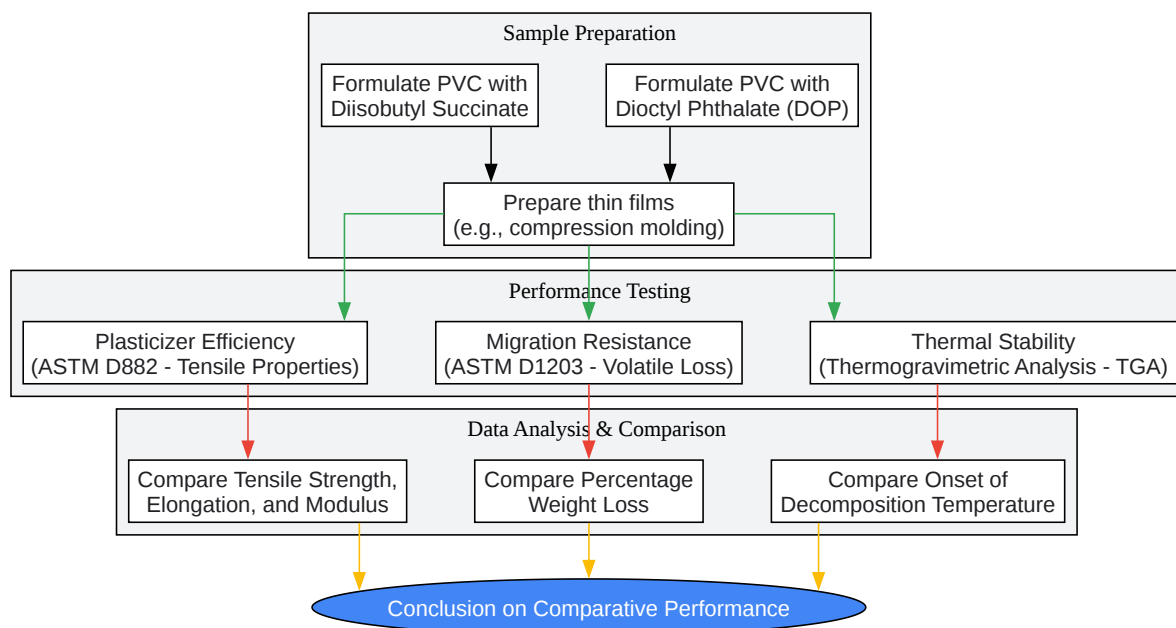 Sample Preparation
Formulate PVC with
Diisobutyl Succinate
Formulate PVC with
Dioctyl Phthalate (DOP)
Prepare thin films
(e.g., compression molding)
Performance Testing
Plasticizer Efficiency
(ASTM D882 - Tensile Properties)
Migration Resistance
(ASTM D1203 - Volatile Loss)
Thermal Stability
(Thermogravimetric Analysis - TGA)
Data Analysis & Comparison
Compare Tensile Strength,
Elongation, and Modulus
Compare Percentage
Weight Loss
Compare Onset of
Decomposition Temperature
Conclusion on Comparative Performance